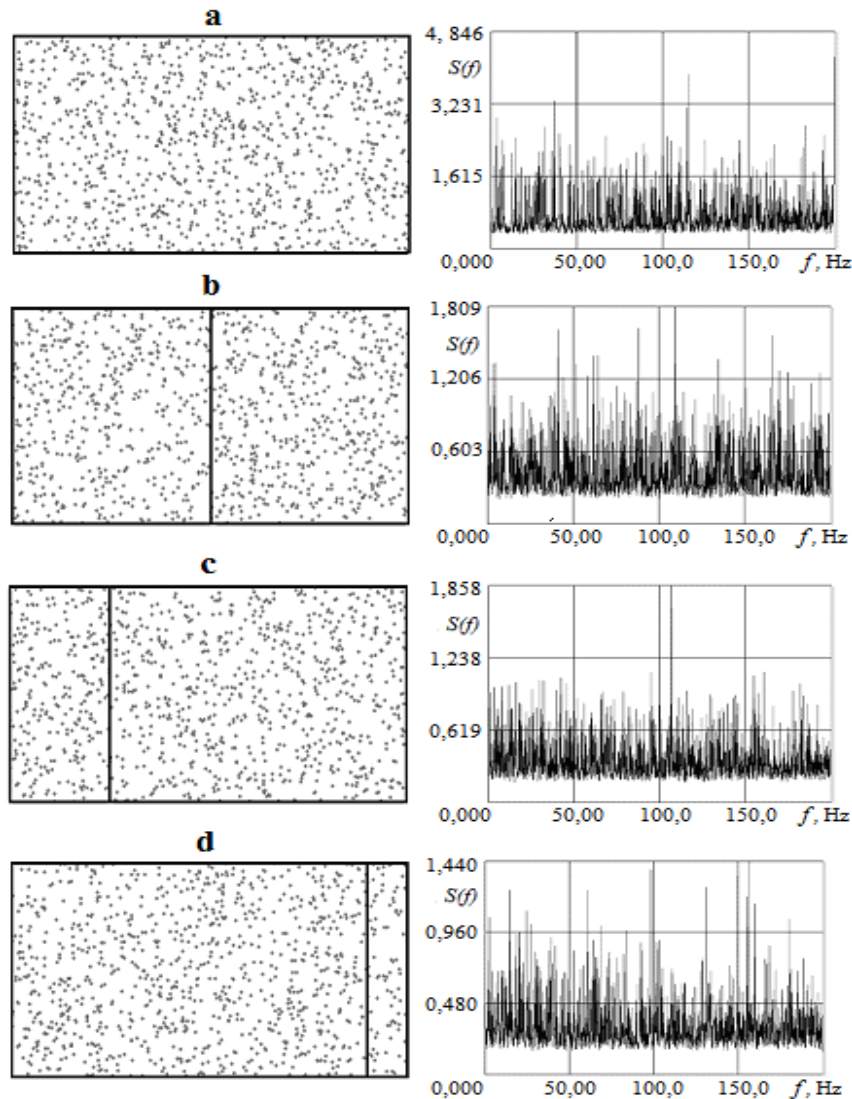 a
4, 846
S(f)
3,231
1,615
0,000 50,00 100,0 150,0 f, Hz
b
1,809
S(f)
1,206
0,603
0,000 50,00 100,0 150,0 f, Hz
c
1,858
S(f)
1,238
0,619
0,000 50,00 100,0 150,0 f, Hz
d
1,440
S(f)
0,960
0,480
0,000 50,00 100,0 150,0 f, Hz